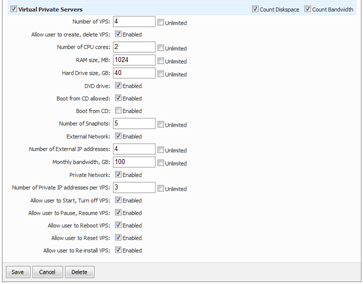 Virtual Private Servers Count Diskspace Count Bandwidth
Number of VPS: 4 Unlimited
Allow user to create, delete VPS: Enabled
Number of CPU cores: 2 Unlimited
RAM size, MB: 1024 Unlimited
Hard Drive size, GB: 40 Unlimited
DVD drive: Enabled
Boot from CD allowed: Enabled
Boot from CD: Enabled
Number of Snaphots: 5 Unlimited
External Network: Enabled
Number of External IP addresses: 4 Unlimited
Monthly bandwidth, GB: 100 Unlimited
Private Network: Enabled
Number of Private IP addresses per VPS: 3 Unlimited
Allow user to Start, Turn off VPS: Enabled
Allow user to Pause, Resume VPS: Enabled
Allow user to Reboot VPS: Enabled
Allow user to Reset VPS: Enabled
Allow user to Re-install VPS: Enabled
Save Cancel Delete